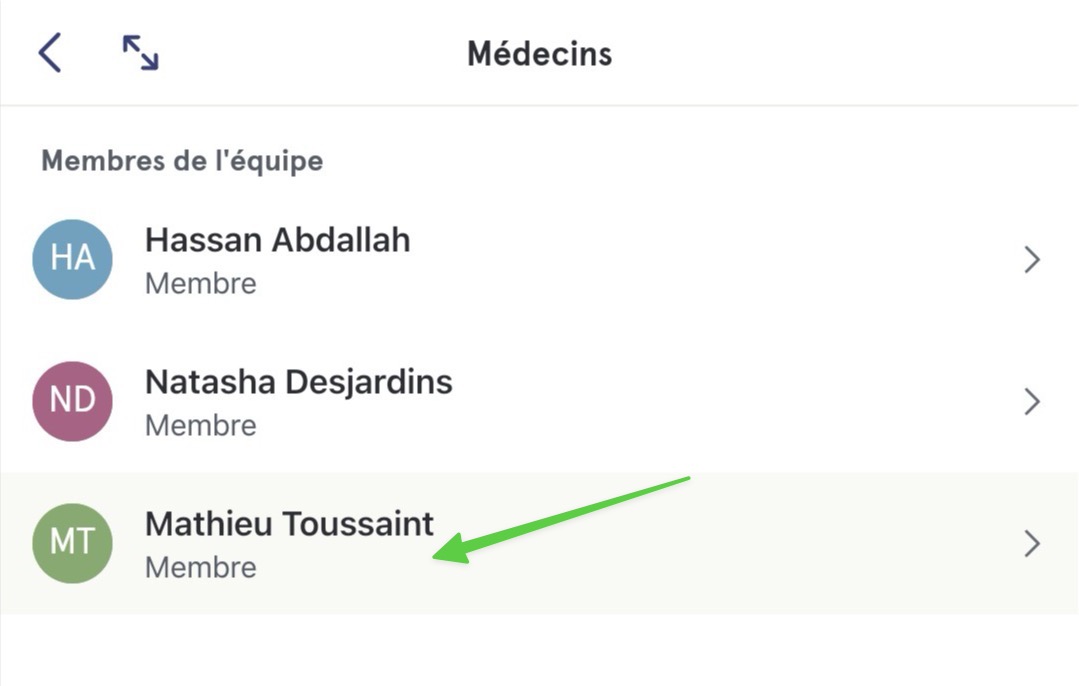 Médecins
Membres de l'équipe
HA
Hassan Abdallah
Membre
ND
Natasha Desjardins
Membre
MT
Mathieu Toussaint
Membre